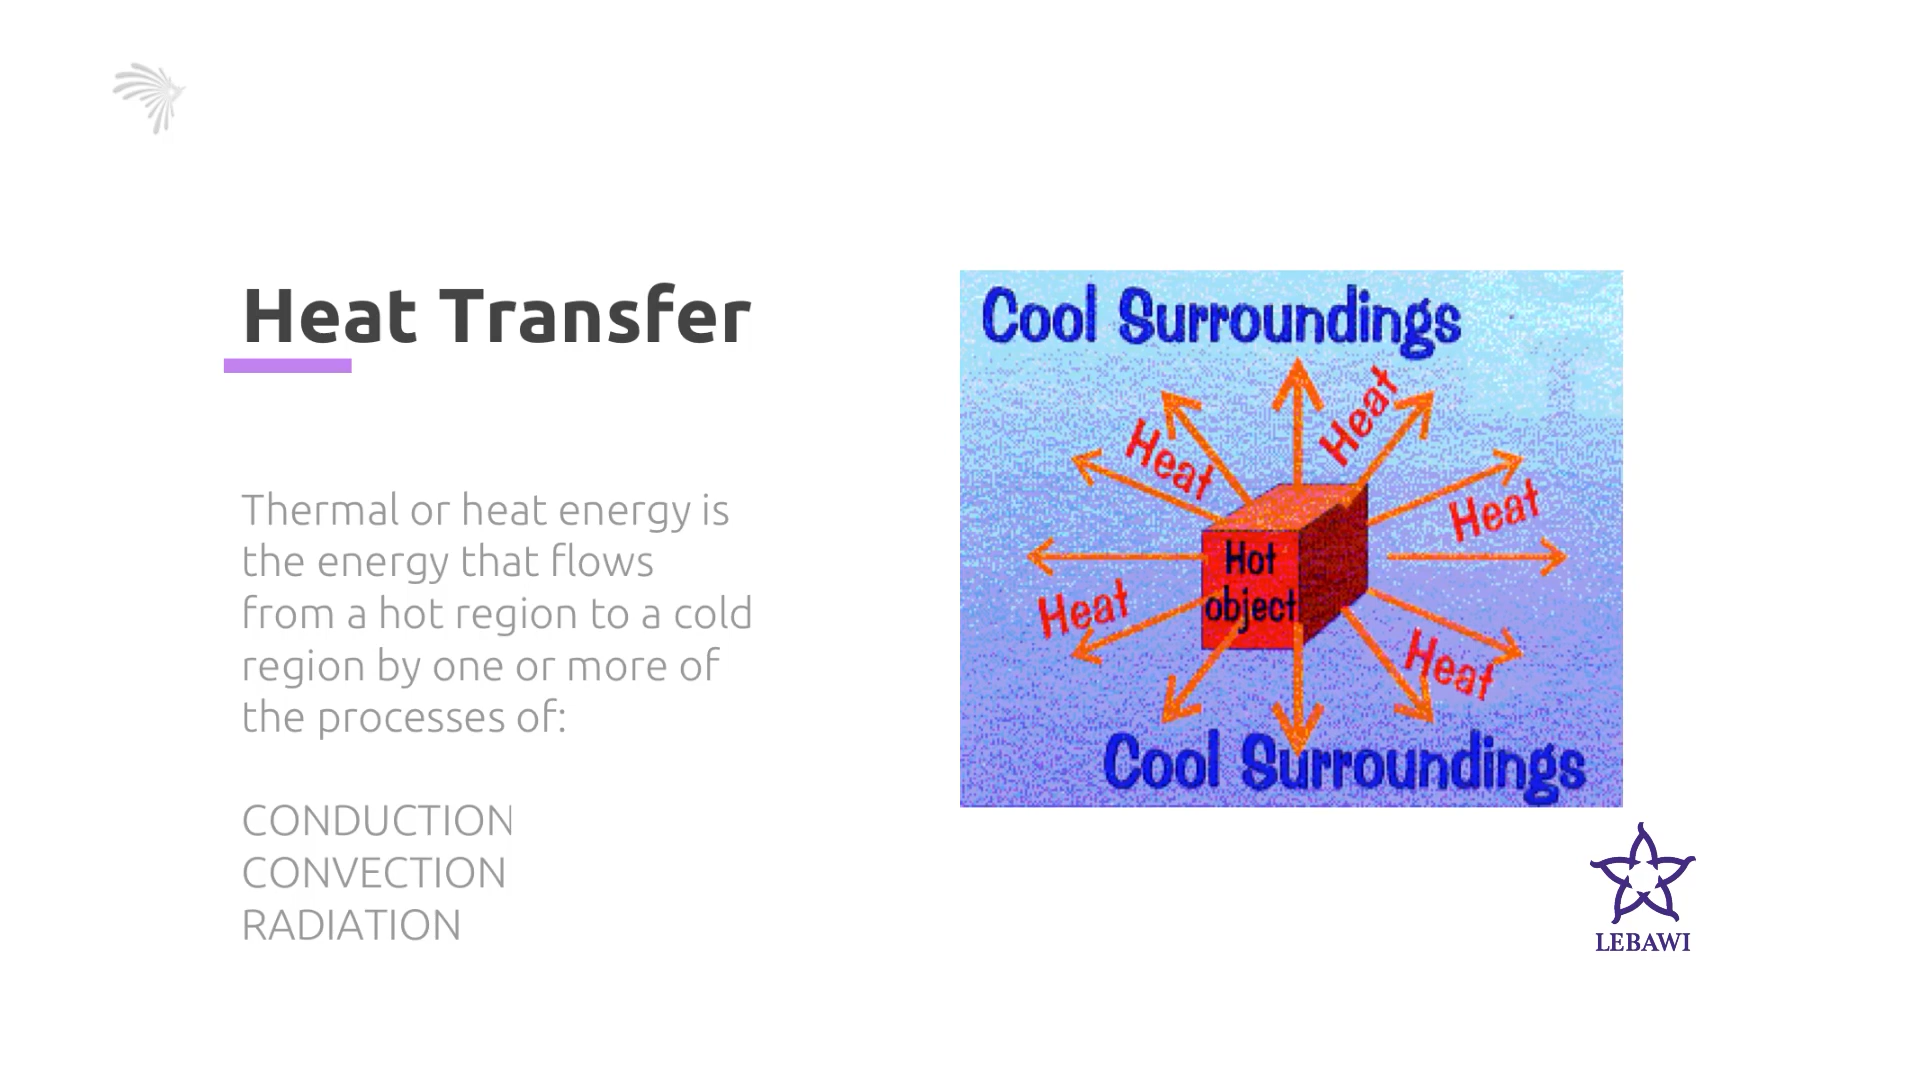 Heat Transfer
Thermal or heat energy is
the energy that flows
from a hot region to a cold
region by one or more of
the processes of:
CONDUCTION
CONVECTION
RADIATION
Cool Surroundings
Heat
Heat
Heat
Hot
object
Heat
Heat
Cool Surroundings
LEBAWI